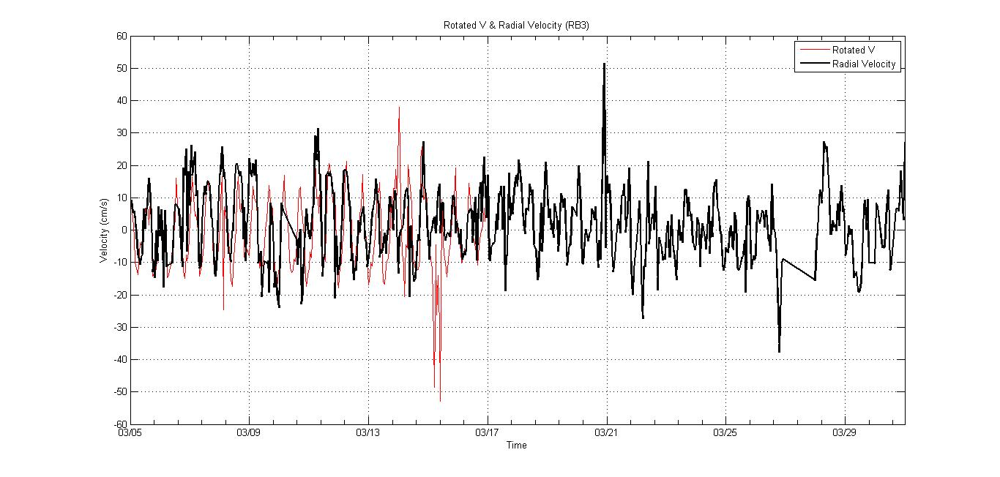 Rotated V & Radial Velocity (RB3)
Rotated V
Radial Velocity
60
50
40
30
20
10
0
-10
-20
-30
-40
-50
-60
Velocity (cm/s)
03/05 03/09 03/13 03/17 03/21 03/25 03/29
Time